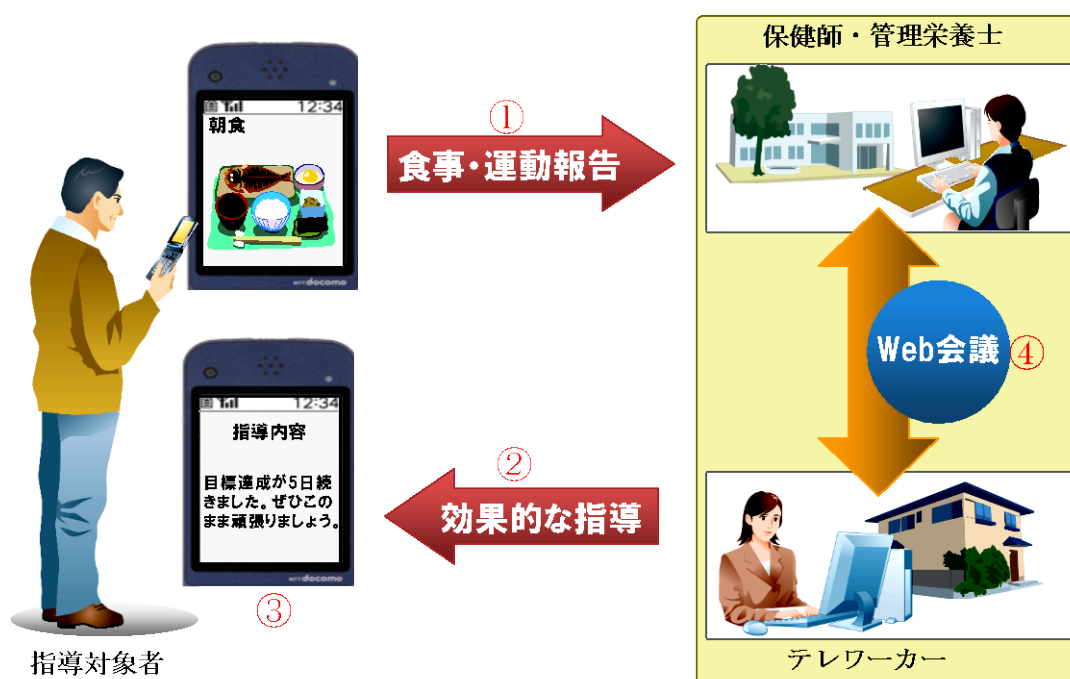 保健師・管理栄養士
12:34
朝食
①
食事・運動報告
docomo
Web会議
④
12:34
指導内容
目標達成が5日続
きました。ぜひこの
まま頑張りましょう。
②
効果的な指導
docomo
③
指導対象者
テレワーカー